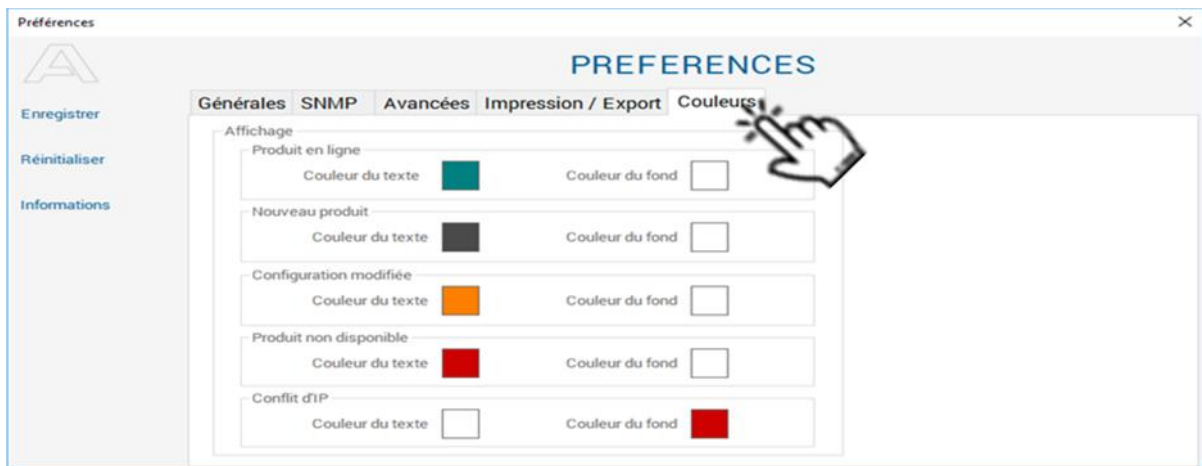 Préférences
PREFERENCES
Enregistrer
Réinitialiser
Informations
Générales SNMP Avancées Impression / Export Couleurs
Affichage
Produit en ligne
Couleur du texte Couleur du fond
Nouveau produit
Couleur du texte Couleur du fond
Configuration modifiée
Couleur du texte Couleur du fond
Produit non disponible
Couleur du texte Couleur du fond
Conflit d'IP
Couleur du texte Couleur du fond